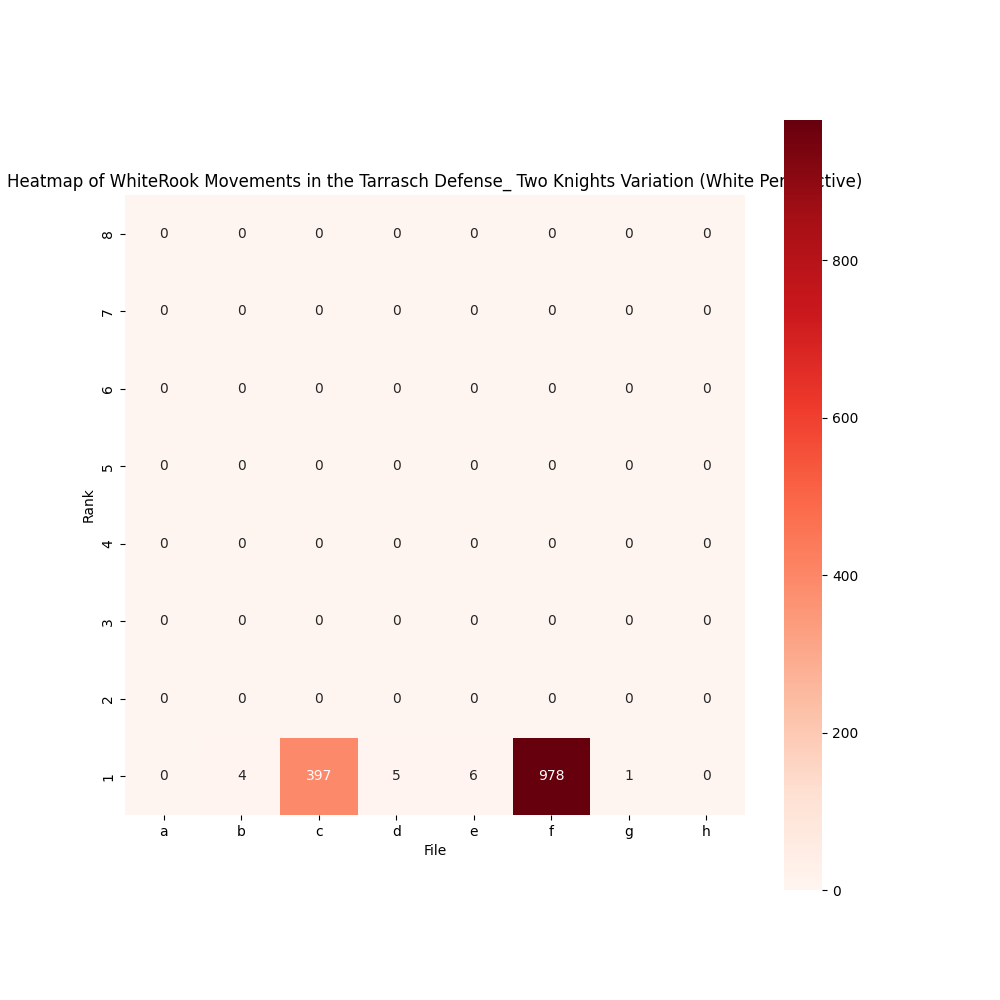 Heatmap of WhiteRook Movements in the Tarrasch Defense_ Two Knights Variation (White Per ctive)
8 0 0 0 0 0 0 0 0
7 0 0 0 0 0 0 0 0
6 0 0 0 0 0 0 0 0
5 0 0 0 0 0 0 0 0
4 0 0 0 0 0 0 0 0
3 0 0 0 0 0 0 0 0
2 0 0 0 0 0 0 0 0
1 0 4 397 5 6 978 1 0
a b c d e f g h
File
Rank
800
600
400
200
0